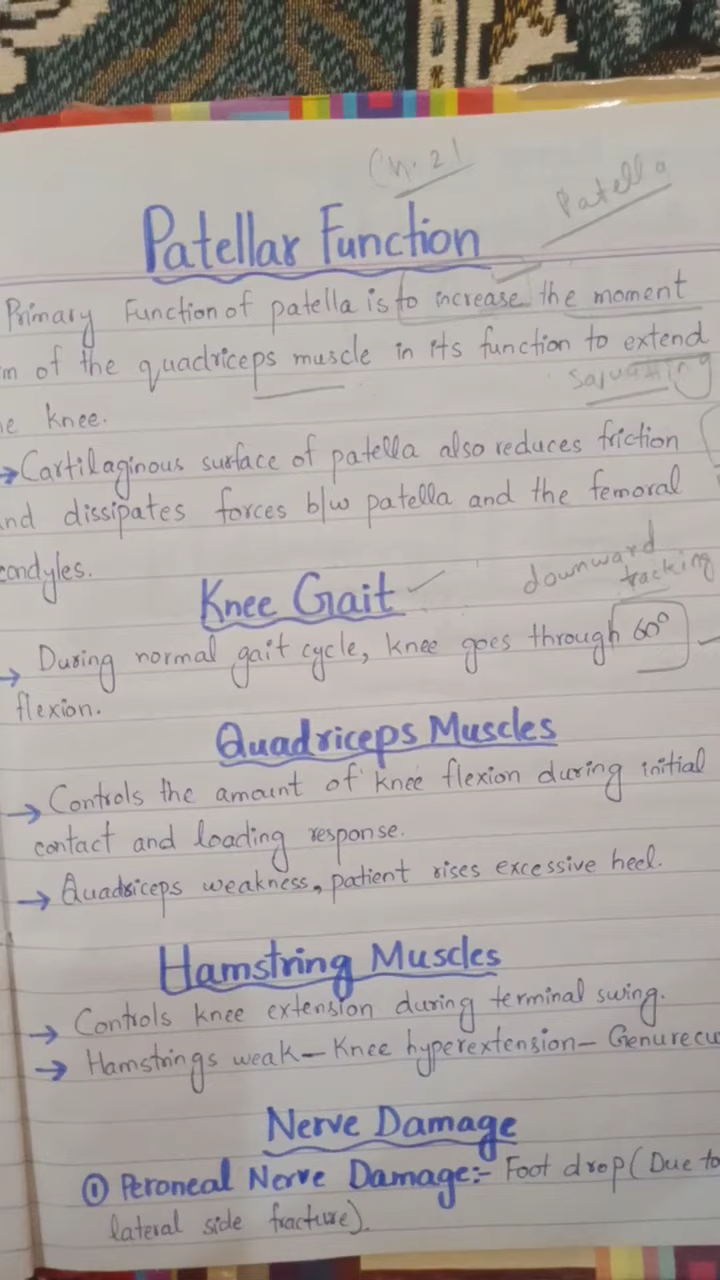 Ch. 21
Patella
Patellar Function
Primary Function of patella is to increase the moment
m of the quadriceps muscle in its function to extend
e knee.
→ Cartilaginous surface of patella also reduces friction
nd dissipates forces b/w patella and the femoral
condyles.
downward
tracking
Knee Gait
→ During normal gait cycle, knee goes through 60°
flexion.
Quadriceps Muscles
→ Controls the amount of knee flexion during initial
contact and loading response.
→ Quadriceps weakness, patient rises excessive heel.
Hamstring Muscles
→ Controls knee extension during terminal swing.
→ Hamstrings weak – Knee hyperextension – Genurecu
Nerve Damage
① Peroneal Nerve Damage:- Foot drop (Due to
lateral side fracture).